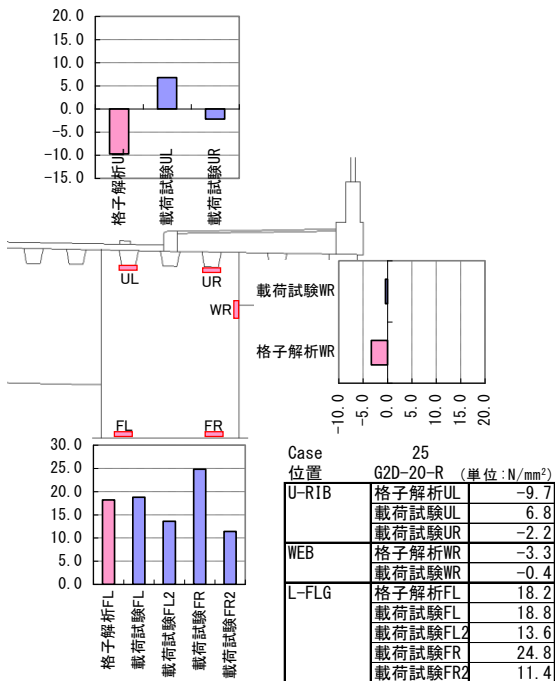 20.0
15.0
10.0
5.0
0.0
-5.0
-10.0
-15.0
格子解析UL
載荷試験UL
載荷試験UR
UL
UR
WR
FL
FR
載荷試験WR
格子解析WR
-10.0
-5.0
0.0
5.0
10.0
15.0
20.0
30.0
25.0
20.0
15.0
10.0
5.0
0.0
格子解析FL
載荷試験FL
載荷試験FL2
載荷試験FR
載荷試験FR2
Case 25
位置 G2D-20-R (単位:N/mm²)
U-RIB 格子解析UL -9.7
載荷試験UL 6.8
載荷試験UR -2.2
WEB 格子解析WR -3.3
載荷試験WR -0.4
L-FLG 格子解析FL 18.2
載荷試験FL 18.8
載荷試験FL2 13.6
載荷試験FR 24.8
載荷試験FR2 11.4